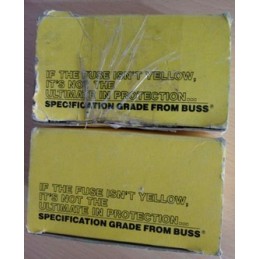 IF THE FUSE ISN'T YELLOW,
IT'S NOT THE
ULTIMATE IN PROTECTION....
SPECIFICATION GRADE FROM BUSS®
IF THE FUSE ISN'T YELLOW,
IT'S NOT THE
ULTIMATE IN PROTECTION....
SPECIFICATION GRADE FROM BUSS®